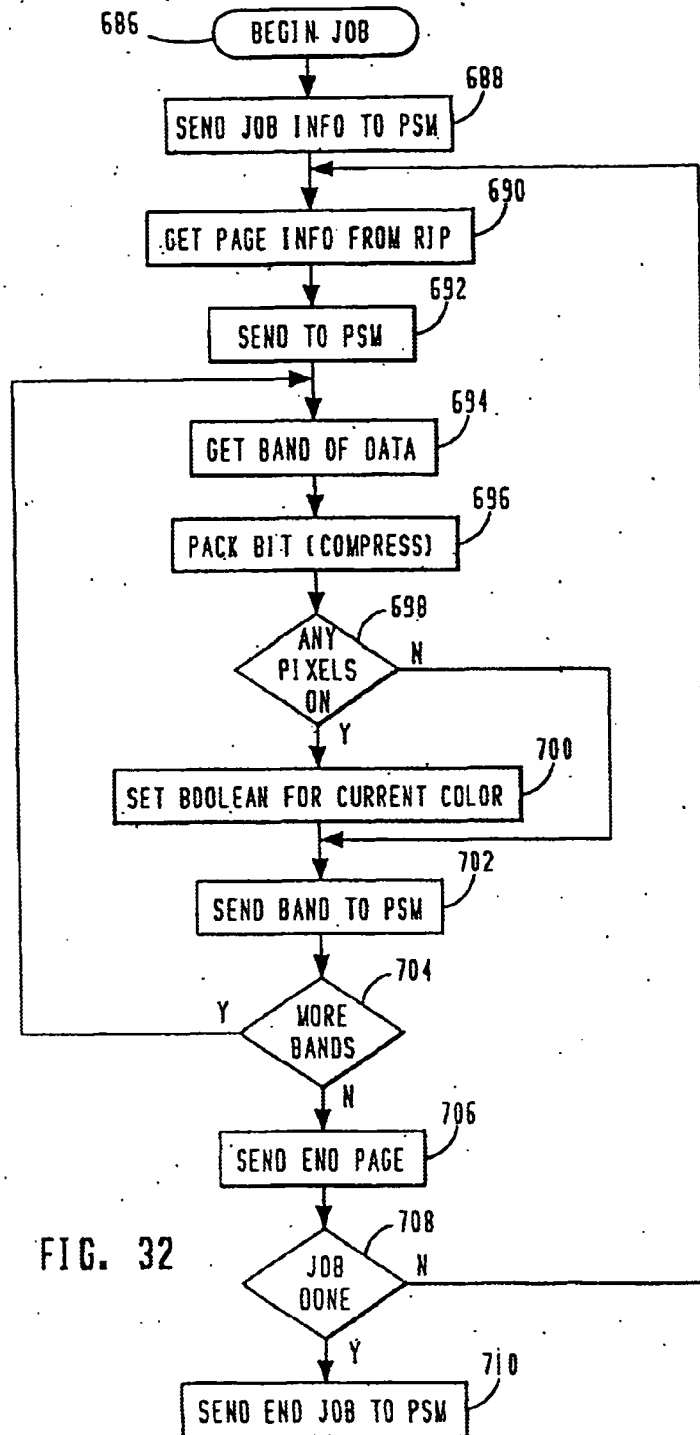 686
BEGIN JOB
688
SEND JOB INFO TO PSM
690
GET PAGE INFO FROM RIP
692
SEND TO PSM
694
GET BAND OF DATA
696
PACK BIT (COMPRESS)
698
ANY
PIXELS
ON
N
Y
700
SET BOOLEAN FOR CURRENT COLOR
702
SEND BAND TO PSM
704
Y
MORE
BANDS
N
706
SEND END PAGE
708
FIG. 32
JOB
DONE
N
Y
710
SEND END JOB TO PSM